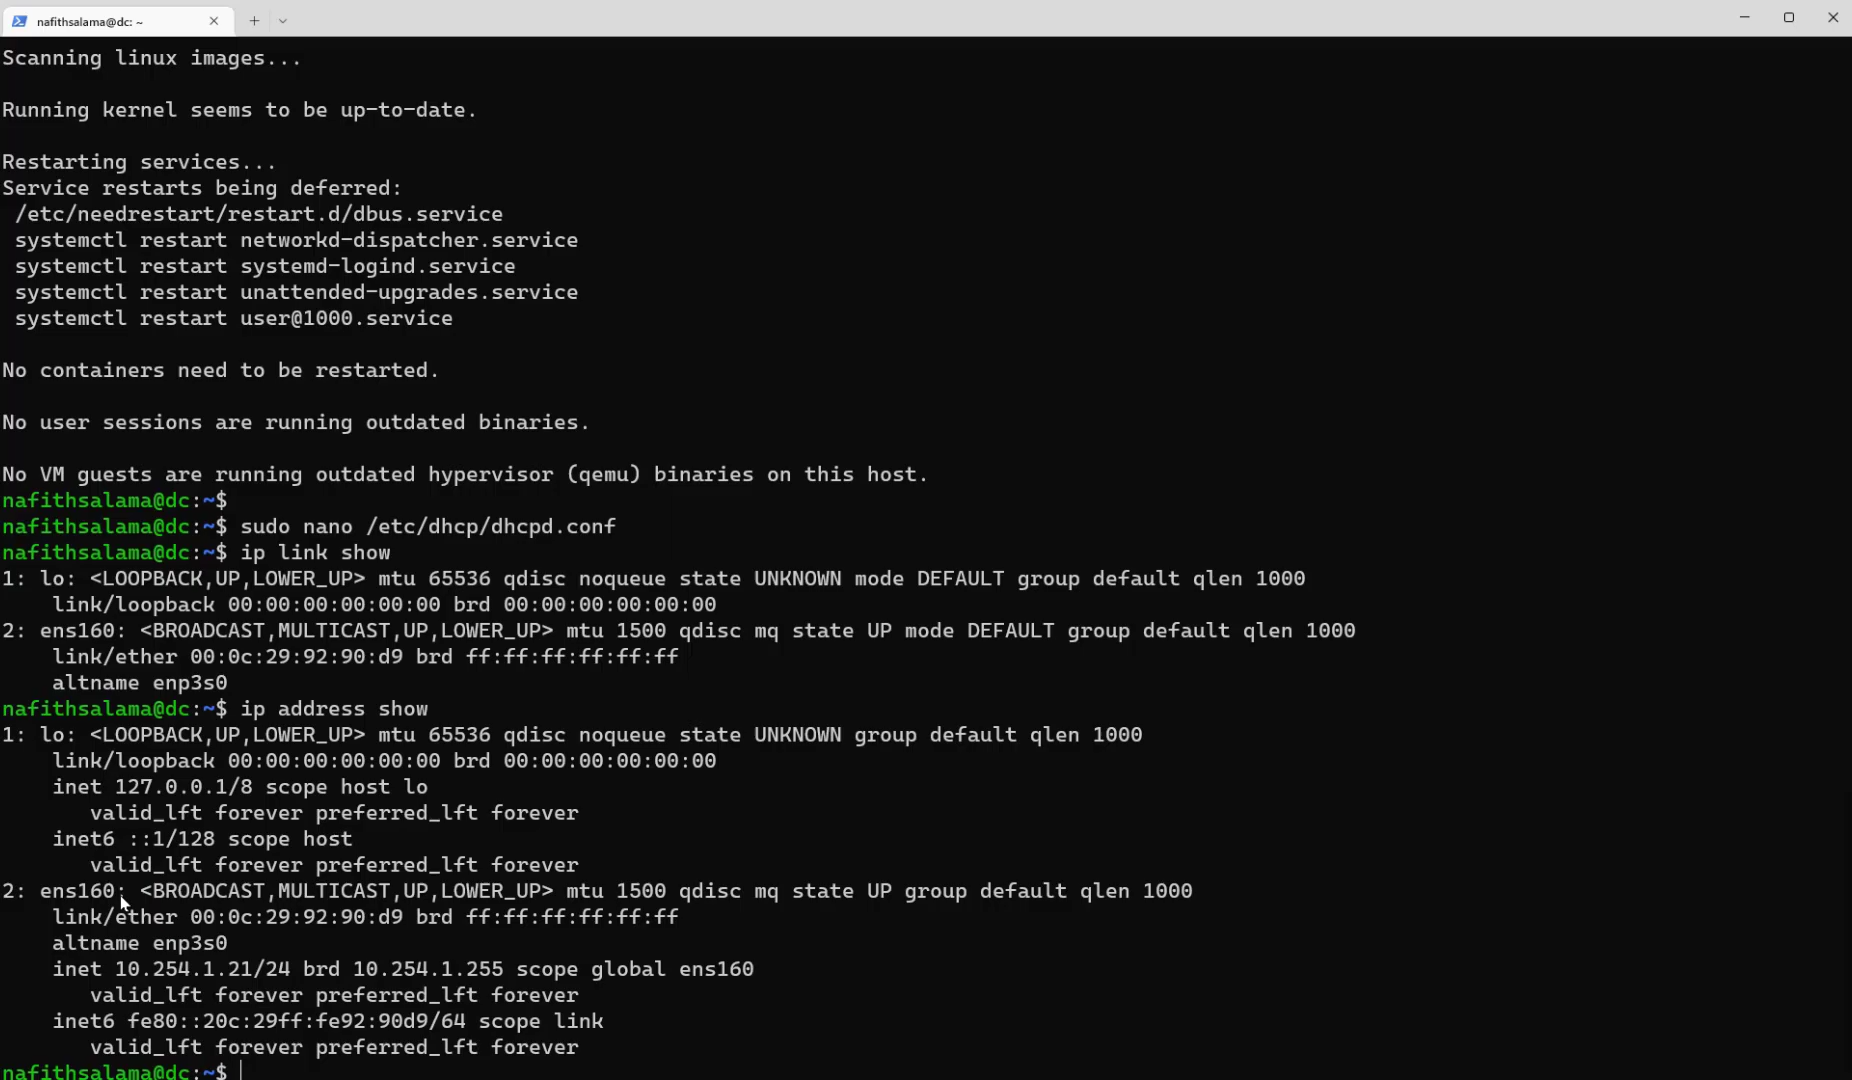 nafithsalama@dc: ~
Scanning linux images...
Running kernel seems to be up-to-date.
Restarting services...
Service restarts being deferred:
 /etc/needrestart/restart.d/dbus.service
 systemctl restart networkd-dispatcher.service
 systemctl restart systemd-logind.service
 systemctl restart unattended-upgrades.service
 systemctl restart user@1000.service
No containers need to be restarted.
No user sessions are running outdated binaries.
No VM guests are running outdated hypervisor (qemu) binaries on this host.
nafithsalama@dc:~$
nafithsalama@dc:~$ sudo nano /etc/dhcp/dhcpd.conf
nafithsalama@dc:~$ ip link show
1: lo: <LOOPBACK,UP,LOWER_UP> mtu 65536 qdisc noqueue state UNKNOWN mode DEFAULT group default qlen 1000
    link/loopback 00:00:00:00:00:00 brd 00:00:00:00:00:00
2: ens160: <BROADCAST,MULTICAST,UP,LOWER_UP> mtu 1500 qdisc mq state UP mode DEFAULT group default qlen 1000
    link/ether 00:0c:29:92:90:d9 brd ff:ff:ff:ff:ff:ff
    altname enp3s0
nafithsalama@dc:~$ ip address show
1: lo: <LOOPBACK,UP,LOWER_UP> mtu 65536 qdisc noqueue state UNKNOWN group default qlen 1000
    link/loopback 00:00:00:00:00:00 brd 00:00:00:00:00:00
    inet 127.0.0.1/8 scope host lo
       valid_lft forever preferred_lft forever
    inet6 ::1/128 scope host
       valid_lft forever preferred_lft forever
2: ens160: <BROADCAST,MULTICAST,UP,LOWER_UP> mtu 1500 qdisc mq state UP group default qlen 1000
    link/ether 00:0c:29:92:90:d9 brd ff:ff:ff:ff:ff:ff
    altname enp3s0
    inet 10.254.1.21/24 brd 10.254.1.255 scope global ens160
       valid_lft forever preferred_lft forever
    inet6 fe80::20c:29ff:fe92:90d9/64 scope link
       valid_lft forever preferred_lft forever
nafithsalama@dc:~$